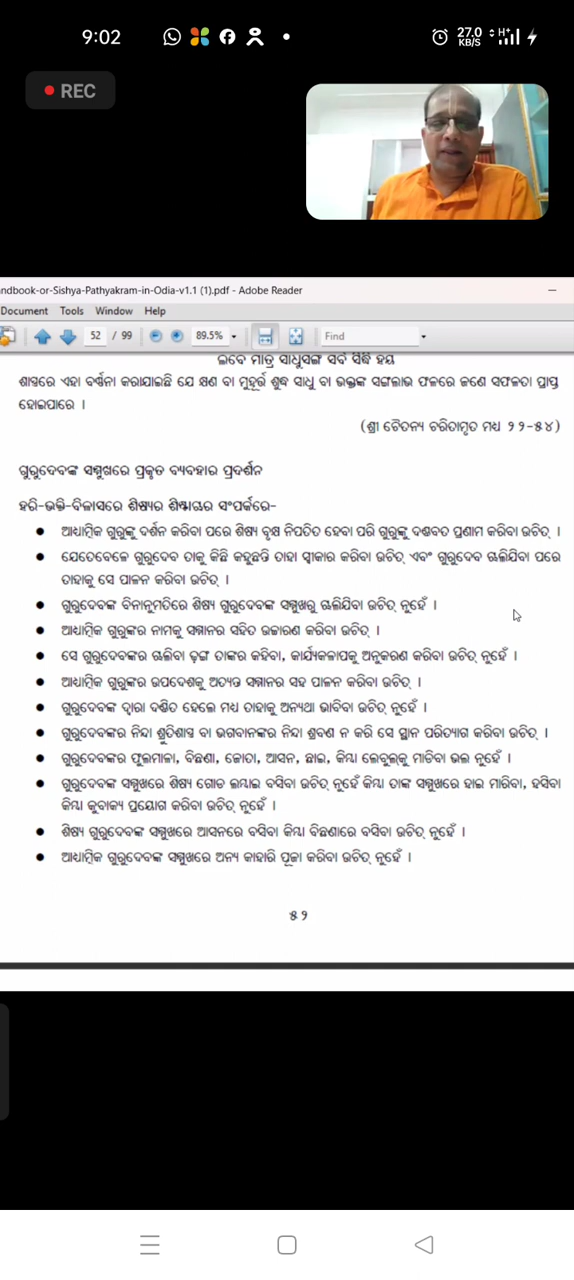 9:02
27.0
KB/S
H+
REC
ndbook-or-Sishya-Pathyakram-in-Odia-v1.1 (1).pdf - Adobe Reader
Document Tools Window Help
52 / 99 89.5% Find
ଲବେ ମାତ୍ର ସାଧୁସଙ୍ଗ ସର୍ବ ସିଦ୍ଧି ହୟ
ଶାସ୍ତ୍ରରେ ଏହା ବର୍ଣ୍ଣନା କରାଯାଇଛି ଯେ କ୍ଷଣ ବା ମୁହୂର୍ତ୍ତ ଶୁଦ୍ଧ ସାଧୁ ବା ଭକ୍ତଙ୍କ ସଙ୍ଗଲାଭ ଫଳରେ ଜଣେ ସଫଳତା ପ୍ରାପ୍ତ
ହୋଇପାରେ ।
(ଶ୍ରୀ ଚୈତନ୍ୟ ଚରିତାମୃତ ମଧ୍ୟ ୨୨-୫୪)
ଗୁରୁଦେବଙ୍କ ସମ୍ମୁଖରେ ପ୍ରକୃତ ବ୍ୟବହାର ପ୍ରଦର୍ଶନ
ହରି-ଭକ୍ତି-ବିଳାସରେ ଶିଷ୍ୟର ଶିଷ୍ଟାଚାର ସଂପର୍କରେ-
● ଆଧ୍ୟାତ୍ମିକ ଗୁରୁଙ୍କୁ ଦର୍ଶନ କରିବା ପରେ ଶିଷ୍ୟ ବୃକ୍ଷ ନିପତିତ ହେବା ପରି ଗୁରୁଙ୍କୁ ଦଣ୍ଡବତ ପ୍ରଣାମ କରିବା ଉଚିତ୍ ।
● ଯେତେବେଳେ ଗୁରୁଦେବ ତାକୁ କିଛି କହୁଛନ୍ତି ତାହା ସ୍ୱୀକାର କରିବା ଉଚିତ୍ ଏବଂ ଗୁରୁଦେବ ଚାଲିଯିବା ପରେ
ତାହାକୁ ସେ ପାଳନ କରିବା ଉଚିତ୍ ।
● ଗୁରୁଦେବଙ୍କ ବିନାନୁମତିରେ ଶିଷ୍ୟ ଗୁରୁଦେବଙ୍କ ସମ୍ମୁଖରୁ ଚାଲିଯିବା ଉଚିତ୍ ନୁହେଁ ।
● ଆଧ୍ୟାତ୍ମିକ ଗୁରୁଙ୍କର ନାମକୁ ସମ୍ମାନର ସହିତ ଉଚ୍ଚାରଣ କରିବା ଉଚିତ୍ ।
● ସେ ଗୁରୁଦେବଙ୍କର ଚାଲିବା ଢ଼ଙ୍ଗ ତାଙ୍କର କହିବା, କାର୍ଯ୍ୟକଳାପକୁ ଅନୁକରଣ କରିବା ଉଚିତ୍ ନୁହେଁ ।
● ଆଧ୍ୟାତ୍ମିକ ଗୁରୁଙ୍କର ଉପଦେଶକୁ ଅତ୍ୟନ୍ତ ସମ୍ମାନର ସହ ପାଳନ କରିବା ଉଚିତ୍ ।
● ଗୁରୁଦେବଙ୍କ ଦ୍ୱାରା ଦଣ୍ଡିତ ହେଲେ ମଧ୍ୟ ତାହାକୁ ଅନ୍ୟଥା ଭାବିବା ଉଚିତ୍ ନୁହେଁ ।
● ଗୁରୁଦେବଙ୍କର ନିନ୍ଦା ଶ୍ରୁତିଶାସ୍ତ୍ର ବା ଭଗବାନଙ୍କର ନିନ୍ଦା ଶ୍ରବଣ ନ କରି ସେ ସ୍ଥାନ ପରିତ୍ୟାଗ କରିବା ଉଚିତ୍ ।
● ଗୁରୁଦେବଙ୍କର ଫୁଲମାଳା, ବିଛଣା, ଜୋତା, ଆସନ, ଛାଇ, କିମ୍ୱା ଲେବୁଲ୍‌କୁ ମାଡିବା ଭଲ ନୁହେଁ ।
● ଗୁରୁଦେବଙ୍କ ସମ୍ମୁଖରେ ଶିଷ୍ୟ ଗୋଡ ଲମ୍ୱାଇ ବସିବା ଉଚିତ୍ ନୁହେଁ କିମ୍ୱା ତାଙ୍କ ସମ୍ମୁଖରେ ହାଇ ମାରିବା, ହସିବା
କିମ୍ୱା କୁବାକ୍ୟ ପ୍ରୟୋଗ କରିବା ଉଚିତ୍ ନୁହେଁ ।
● ଶିଷ୍ୟ ଗୁରୁଦେବଙ୍କ ସମ୍ମୁଖରେ ଆସନରେ ବସିବା କିମ୍ୱା ବିଛଣାରେ ବସିବା ଉଚିତ୍ ନୁହେଁ ।
● ଆଧ୍ୟାତ୍ମିକ ଗୁରୁଦେବଙ୍କ ସମ୍ମୁଖରେ ଅନ୍ୟ କାହାରି ପୂଜା କରିବା ଉଚିତ୍ ନୁହେଁ ।
୫୨